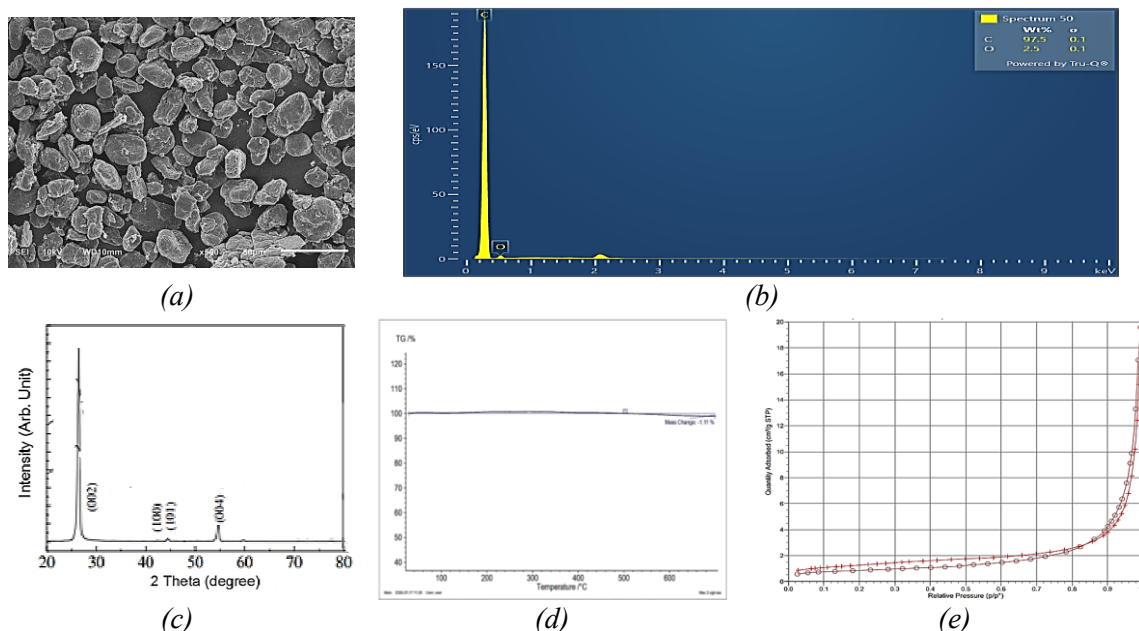 SEI 10kV WD10mm x500 50μm
(a)
Spectrum 50
Wt% σ
C 97.5 0.1
O 2.5 0.1
Powered by Tru-Q®
C
O
cps/eV
150
100
50
0
0 1 2 3 4 5 6 7 8 9 keV
(b)
Intensity (Arb. Unit)
(002)
(100)
(101)
(004)
20 30 40 50 60 70 80
2 Theta (degree)
(c)
TG /%
120
110
100
90
80
70
60
50
40
Mass Change: -1.11 %
100 200 300 400 500 600
Temperature /°C
(d)
Quantity Adsorbed (cm³/g STP)
20
18
16
14
12
10
8
6
4
2
0
0.0 0.1 0.2 0.3 0.4 0.5 0.6 0.7 0.8 0.9
Relative Pressure (p/p°)
(e)